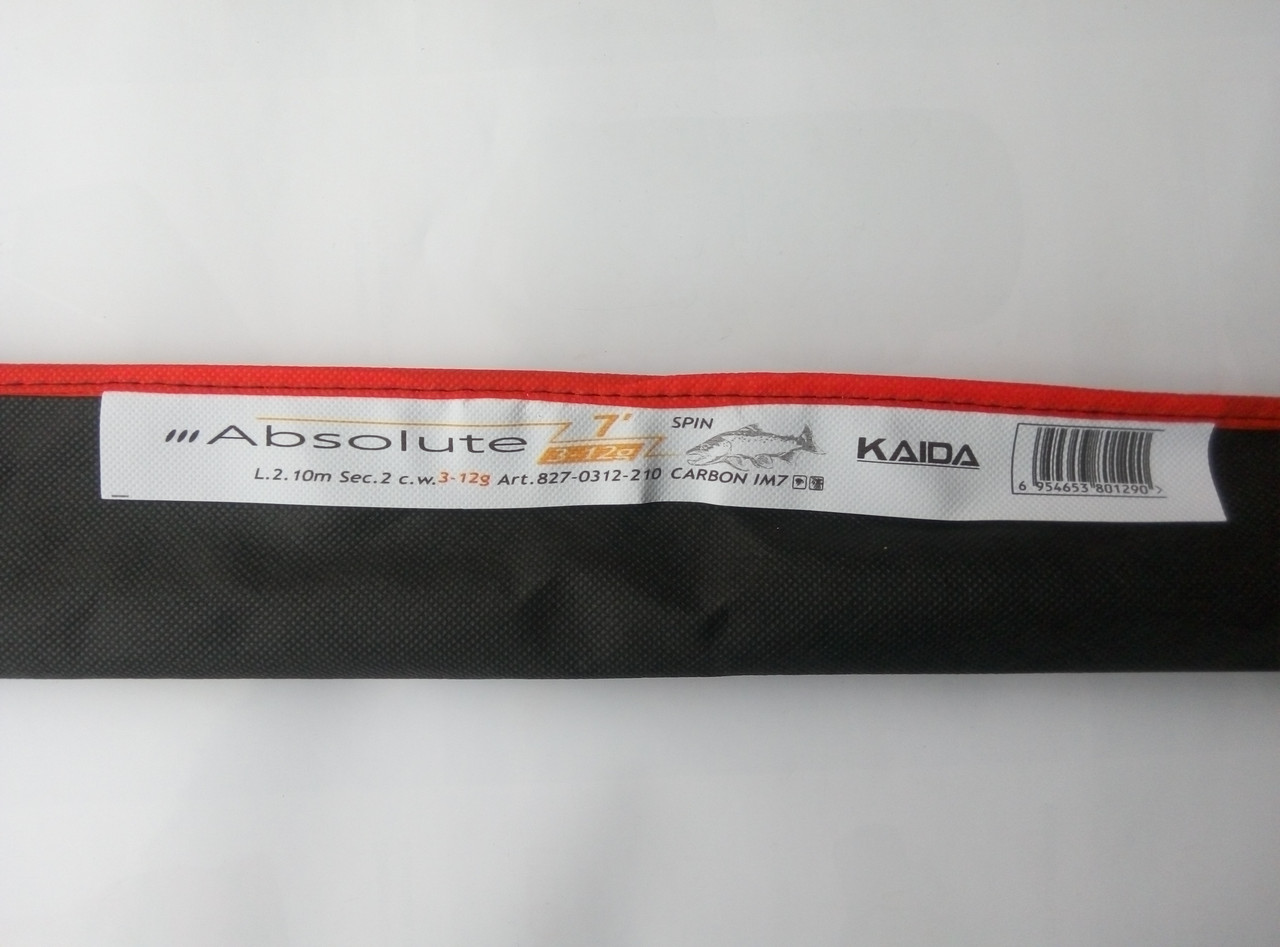 Absolute
7'
3-12g
SPIN
L.2.10m Sec.2 c.w.3-12g Art.827-0312-210 CARBON IM7
KAIDA
6 954653 801290 >